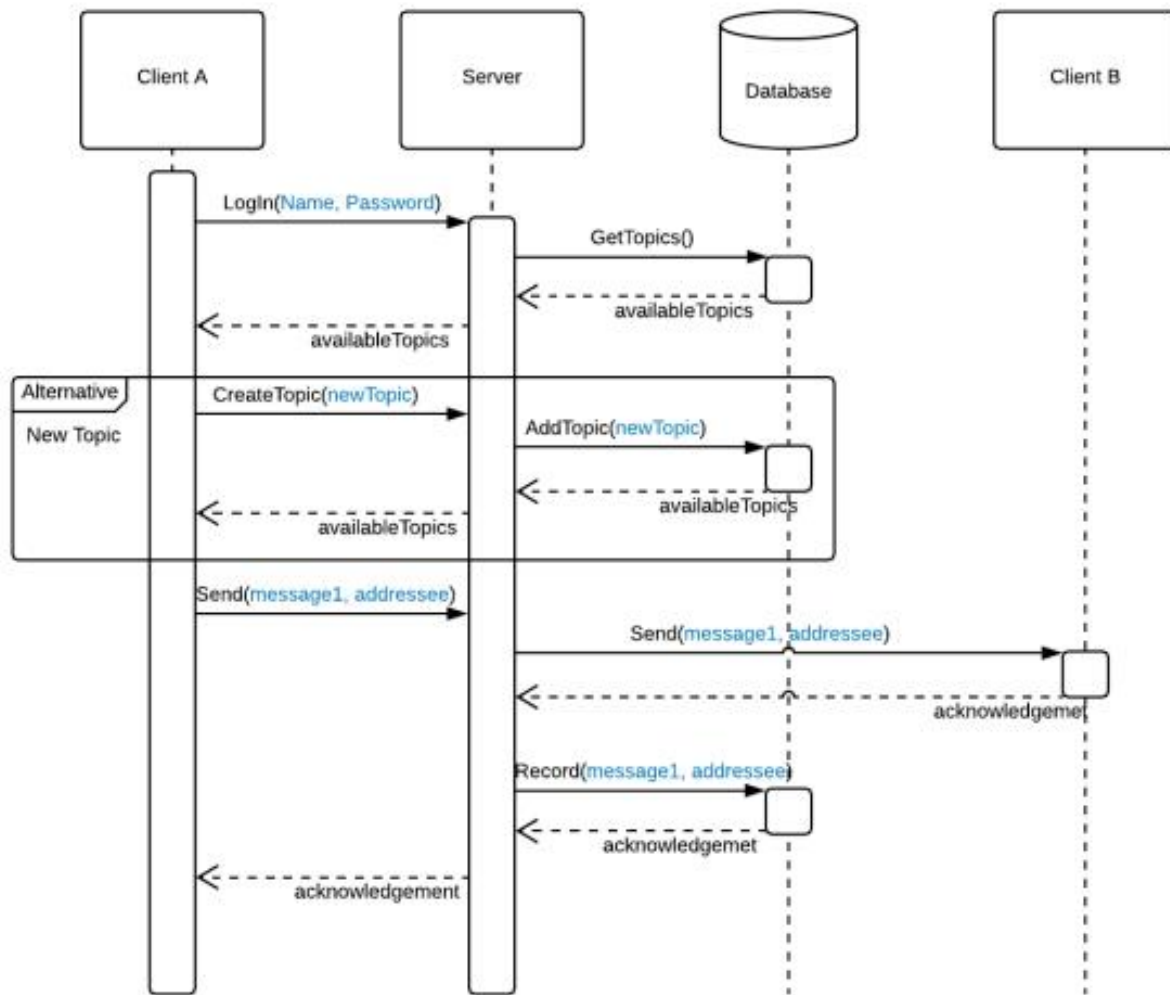 Client A
Server
Database
Client B
LogIn(Name, Password)
GetTopics()
availableTopics
availableTopics
Alternative
CreateTopic(newTopic)
New Topic
AddTopic(newTopic)
availableTopics
availableTopics
Send(message1, addressee)
Send(message1, addressee)
acknowledgemet
Record(message1, addressee)
acknowledgemet
acknowledgement